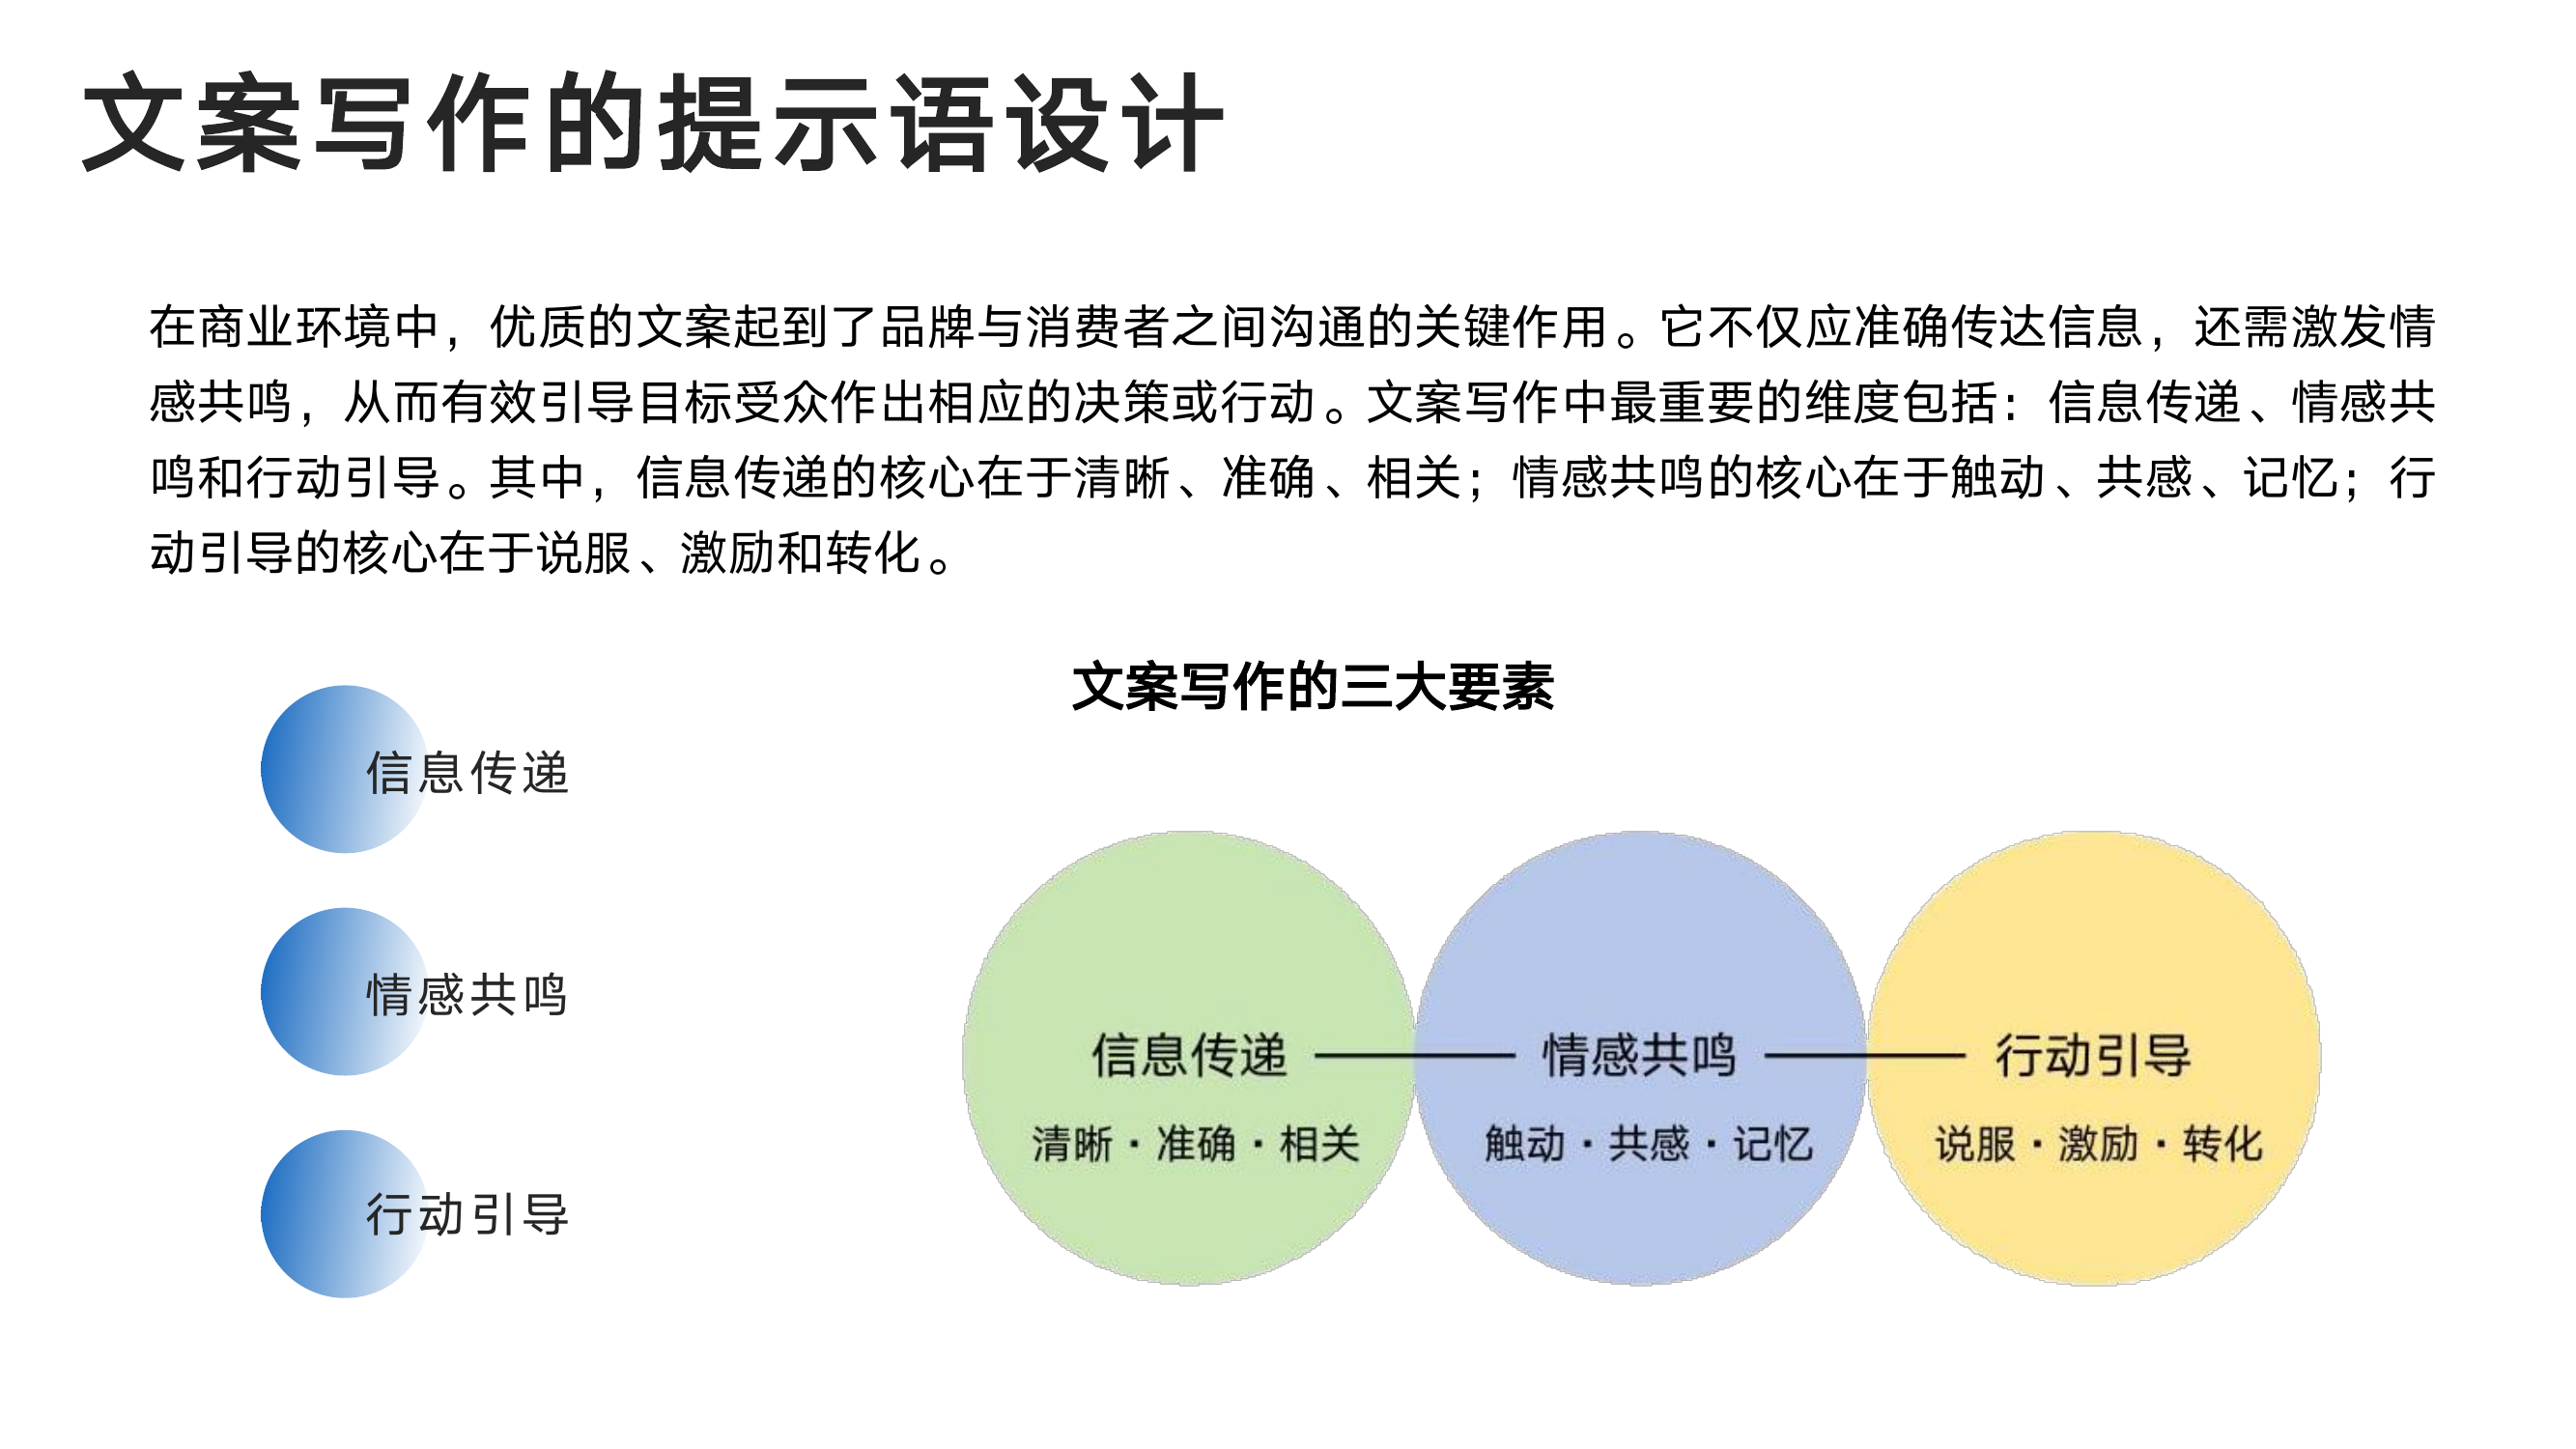 文案写作的提示语设计
在商业环境中，优质的文案起到了品牌与消费者之间沟通的关键作用。它不仅应准确传达信息，还需激发情
感共鸣，从而有效引导目标受众作出相应的决策或行动。文案写作中最重要的维度包括：信息传递、情感共
鸣和行动引导。其中，信息传递的核心在于清晰、准确、相关；情感共鸣的核心在于触动、共感、记忆；行
动引导的核心在于说服、激励和转化。
信息传递
情感共鸣
行动引导
文案写作的三大要素
信息传递
清晰·准确·相关
情感共鸣
触动·共感·记忆
行动引导
说服·激励·转化